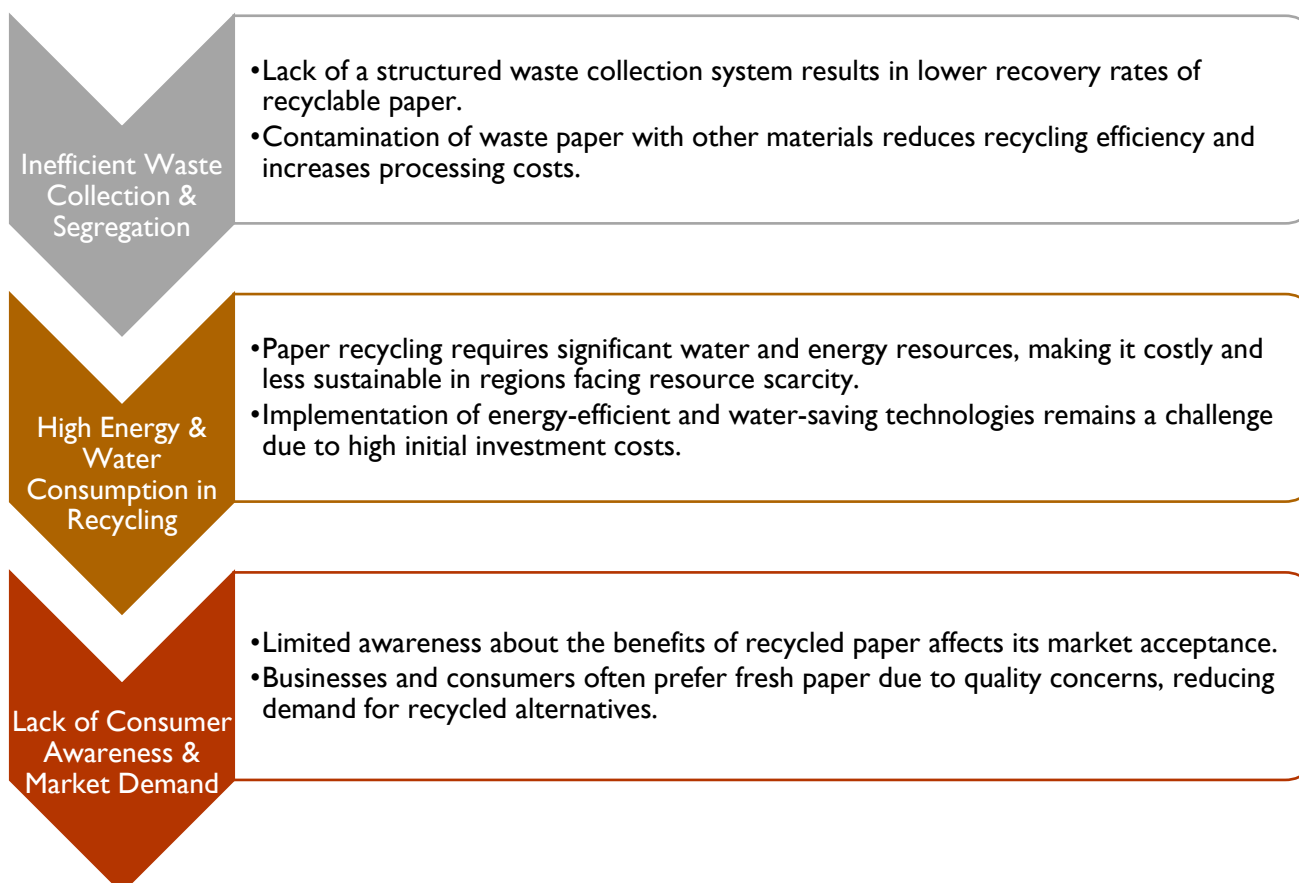 Inefficient Waste
Collection &
Segregation
•Lack of a structured waste collection system results in lower recovery rates of
recyclable paper.
•Contamination of waste paper with other materials reduces recycling efficiency and
increases processing costs.
High Energy &
Water
Consumption in
Recycling
•Paper recycling requires significant water and energy resources, making it costly and
less sustainable in regions facing resource scarcity.
•Implementation of energy-efficient and water-saving technologies remains a challenge
due to high initial investment costs.
Lack of Consumer
Awareness &
Market Demand
•Limited awareness about the benefits of recycled paper affects its market acceptance.
•Businesses and consumers often prefer fresh paper due to quality concerns, reducing
demand for recycled alternatives.